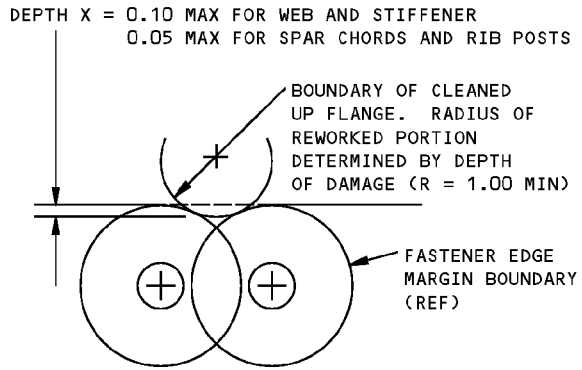 DEPTH X = 0.10 MAX FOR WEB AND STIFFENER
0.05 MAX FOR SPAR CHORDS AND RIB POSTS
BOUNDARY OF CLEANED
UP FLANGE. RADIUS OF
REWORKED PORTION
DETERMINED BY DEPTH
OF DAMAGE (R = 1.00 MIN)
FASTENER EDGE
MARGIN BOUNDARY
(REF)